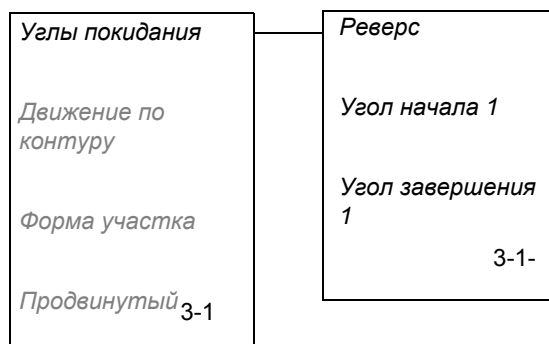 Углы покидания
Движение по
контуру
Форма участка
Продвинутый
3-1
Реверс
Угол начала 1
Угол завершения
1
3-1-